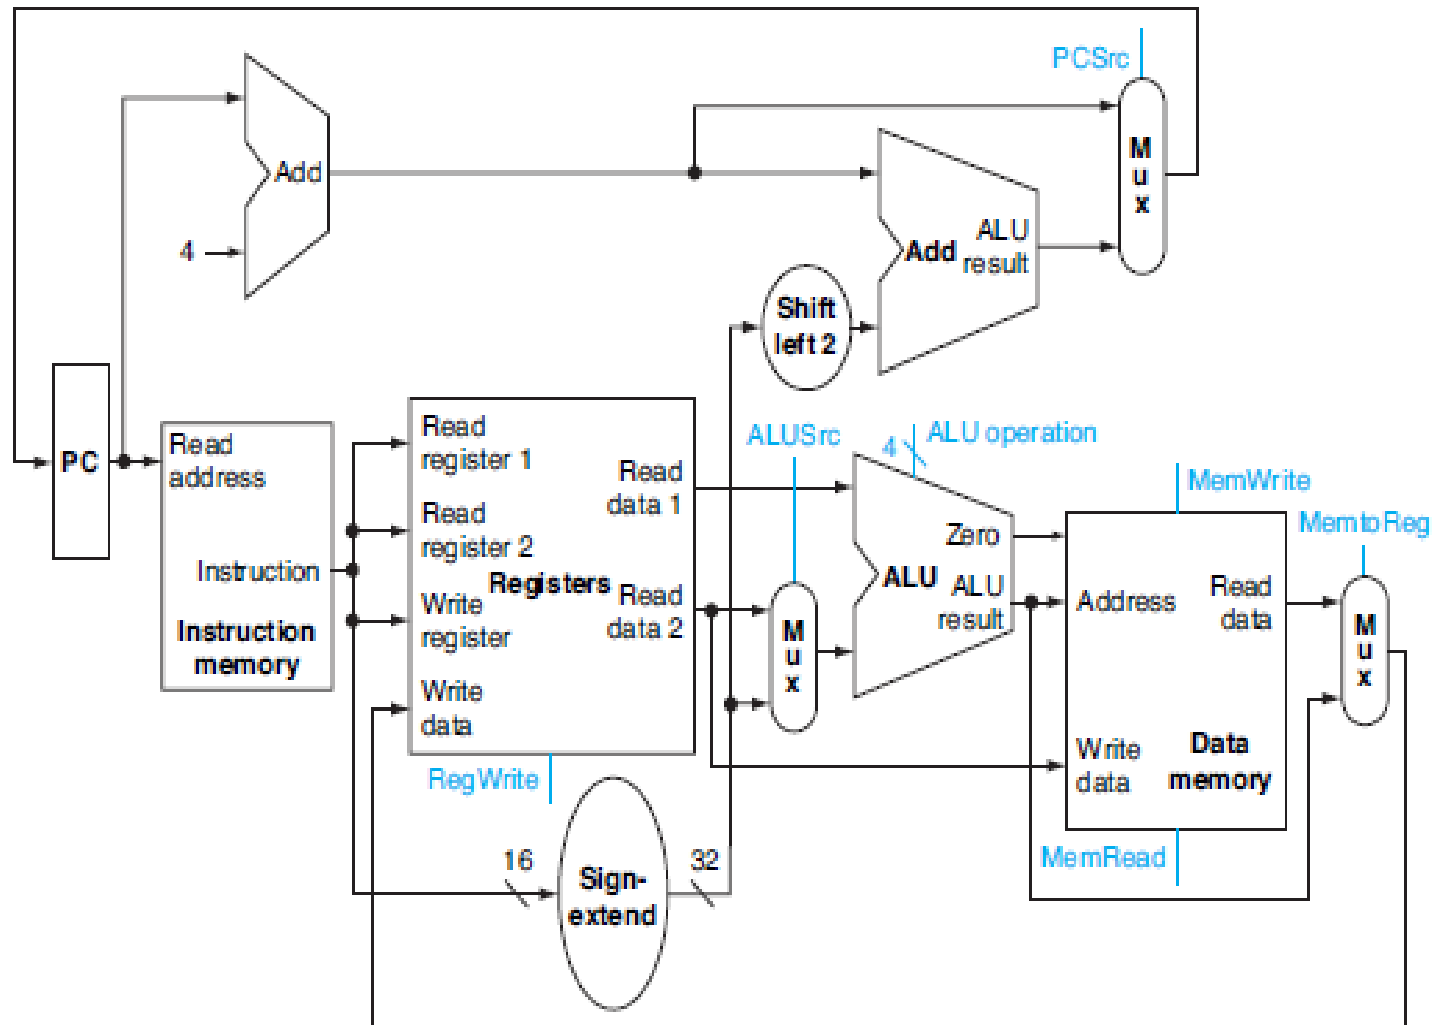 PCSrc
M
u
x
Add
4
Add
ALU
result
Shift
left 2
PC
Read
address
Instruction
Instruction
memory
Read
register 1
Read
register 2
Write
register
Write
data
Registers
Read
data 1
Read
data 2
RegWrite
16
Sign-
extend
32
ALUSrc
M
u
x
4
ALU operation
Zero
ALU
ALU
result
MemWrite
Address
Read
data
Write
data
Data
memory
MemRead
MemtoReg
M
u
x